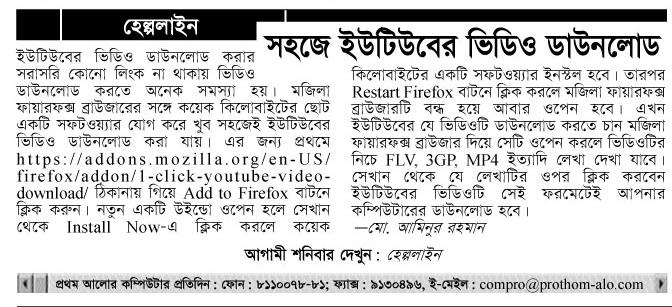 হেল্পলাইন
সহজে ইউটিউবের ভিডিও ডাউনলোড
ইউটিউবের ভিডিও ডাউনলোড করার
সরাসরি কোনো লিংক না থাকায় ভিডিও
ডাউনলোড করতে অনেক সমস্যা হয়। মজিলা
ফায়ারফক্স ব্রাউজারের সঙ্গে কয়েক কিলোবাইটের ছোট
একটি সফটওয়্যার যোগ করে খুব সহজেই ইউটিউবের
ভিডিও ডাউনলোড করা যায়। এর জন্য প্রথমে
https://addons.mozilla.org/en-US/
firefox/addon/1-click-youtube-video-
download/ ঠিকানায় গিয়ে Add to Firefox বাটনে
ক্লিক করুন। নতুন একটি উইন্ডো ওপেন হলে সেখান
থেকে Install Now-এ ক্লিক করলে কয়েক
কিলোবাইটের একটি সফটওয়্যার ইনস্টল হবে। তারপর
Restart Firefox বাটনে ক্লিক করলে মজিলা ফায়ারফক্স
ব্রাউজারটি বন্ধ হয়ে আবার ওপেন হবে। এখন
ইউটিউবের যে ভিডিওটি ডাউনলোড করতে চান মজিলা
ফায়ারফক্স ব্রাউজার দিয়ে সেটি ওপেন করলে ভিডিওটির
নিচে FLV, 3GP, MP4 ইত্যাদি লেখা দেখা যাবে।
সেখান থেকে যে লেখাটির ওপর ক্লিক করবেন
ইউটিউবের ভিডিওটি সেই ফরমেটেই আপনার
কম্পিউটারের ডাউনলোড হবে।
—মো. আমিনুর রহমান
আগামী শনিবার দেখুন : হেল্পলাইন
প্রথম আলোর কম্পিউটার প্রতিদিন : ফোন : ৮১১০০৭৮-৮১; ফ্যাক্স : ৯১৩০৪৯৬, ই-মেইল : compro@prothom-alo.com